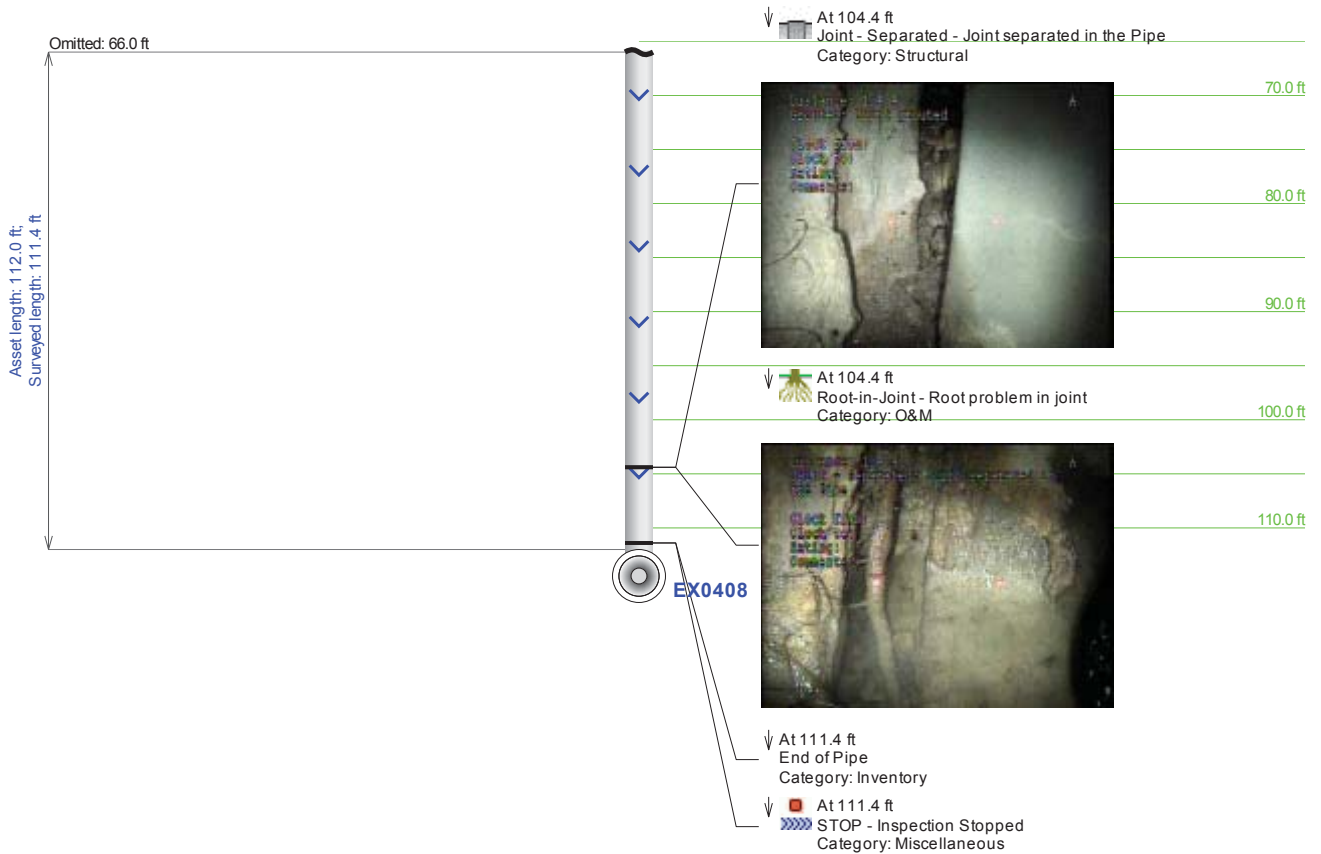 Omitted: 66.0 ft
Asset length: 112.0 ft;
Surveyed length: 111.4 ft
At 104.4 ft
Joint - Separated - Joint separated in the Pipe
Category: Structural
70.0 ft
80.0 ft
90.0 ft
At 104.4 ft
Root-in-Joint - Root problem in joint
Category: O&M
100.0 ft
110.0 ft
EX0408
At 111.4 ft
End of Pipe
Category: Inventory
At 111.4 ft
STOP - Inspection Stopped
Category: Miscellaneous